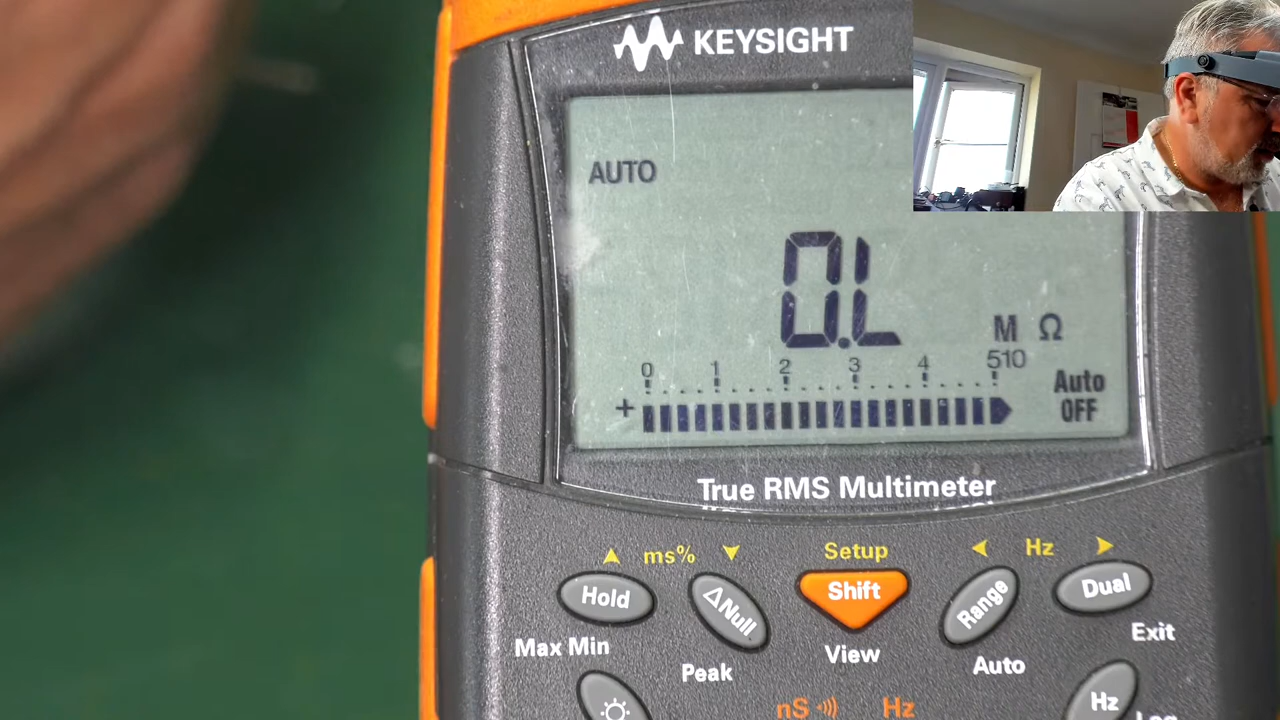 KEYSIGHT
AUTO
0.L
M Ω
0 1 2 3 4 510
+
Auto
OFF
True RMS Multimeter
ms% Setup Hz
Hold ΔNull Shift Range Dual
Max Min Peak View Auto Exit
nS Hz Hz